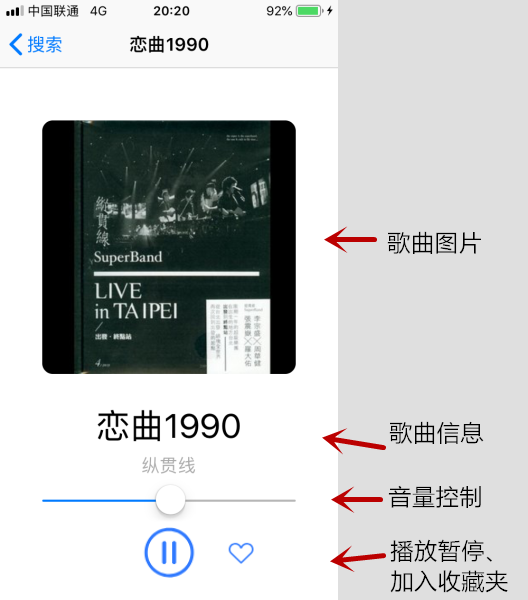 中国联通 4G 20:20 92%
搜索 恋曲1990
縱貫線
SuperBand
LIVE
in TAIPEI
出發·終點站
李宗盛╳周華健
張震嶽╳羅大佑
恋曲1990
纵贯线
歌曲图片
歌曲信息
音量控制
播放暂停、
加入收藏夹